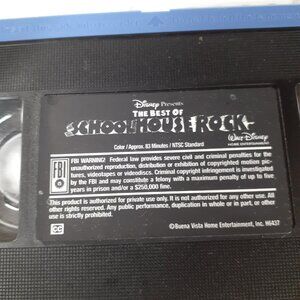 Disney Presents
THE BEST OF
SCHOOLHOUSE ROCK
Walt Disney
HOME ENTERTAINMENT
Color / Approx. 83 Minutes / NTSC Standard
FBI
FBI WARNING! Federal law provides severe civil and criminal penalties for the
unauthorized reproduction, distribution or exhibition of copyrighted motion pic-
tures, videotapes or videodiscs. Criminal copyright infringement is investigated
by the FBI and may constitute a felony with a maximum penalty of up to five
years in prison and/or a $250,000 fine.
This product is authorized for private use only. It is not authorized for any other use. All
other rights reserved. Any public performance, duplication in whole or in part, or other
use is strictly prohibited.
CC
©Buena Vista Home Entertainment, Inc. H6437